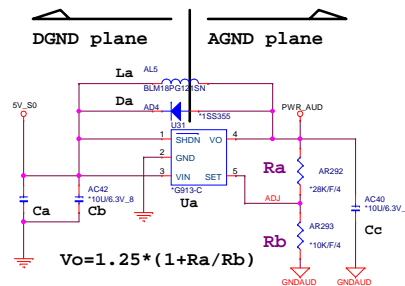 DGND plane
AGND plane
La
AL5
BLM18PG121SN
Da
AD4
*1SS355
5V_S0
PWR_AUD
U31
1
SHDN
VO
4
2
GND
3
VIN
SET
5
*G913-C
Ua
ADJ
Ra
AR292
*28K/F/4
Rb
AR293
*10K/F/4
AC42
*10U/6.3V_8
Ca
Cb
AC40
*10U/6.3V_8
Cc
Vo=1.25*(1+Ra/Rb)
GNDAUD
GNDAUD